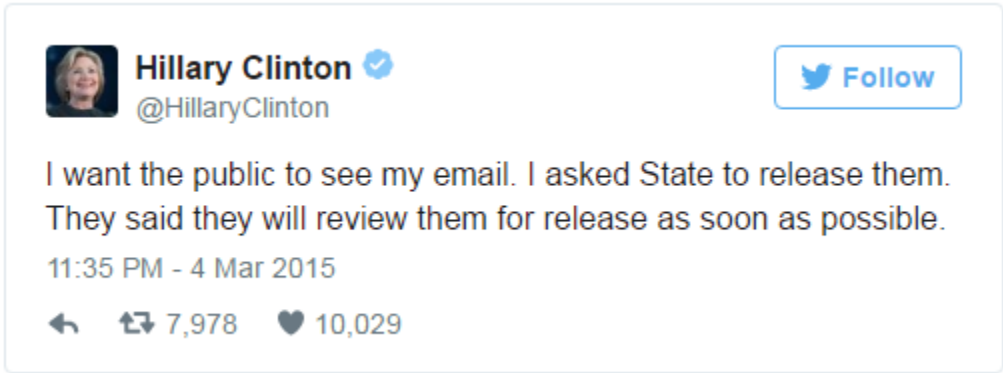 Hillary Clinton
@HillaryClinton
Follow
I want the public to see my email. I asked State to release them.
They said they will review them for release as soon as possible.
11:35 PM - 4 Mar 2015
7,978 10,029